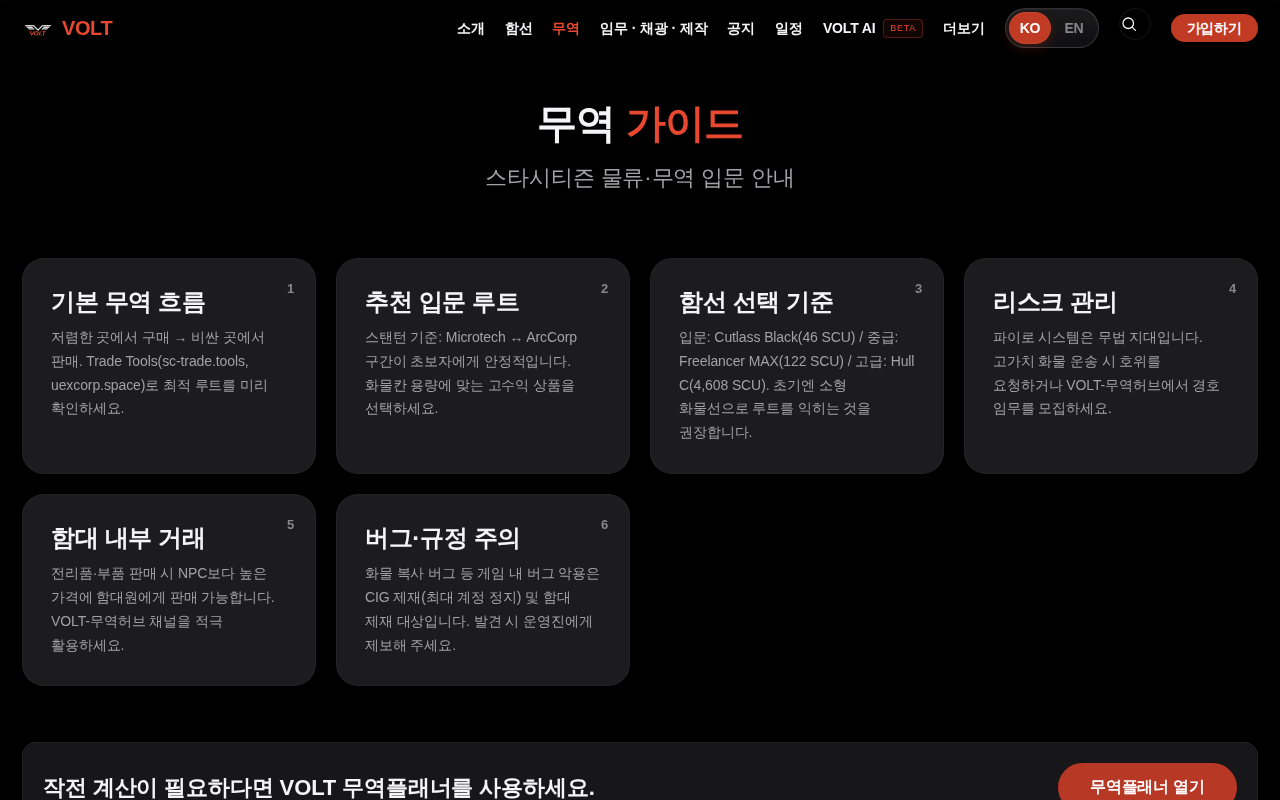 VOLT VOLT 소개 함선 무역 임무 · 채광 · 제작 공지 일정 VOLT AI BETA 더보기 KO EN 가입하기
무역 가이드
스타시티즌 물류·무역 입문 안내
1
기본 무역 흐름
저렴한 곳에서 구매 → 비싼 곳에서
판매. Trade Tools(sc-trade.tools,
uexcorp.space)로 최적 루트를 미리
확인하세요.
2
추천 입문 루트
스탠턴 기준: Microtech ↔ ArcCorp
구간이 초보자에게 안정적입니다.
화물칸 용량에 맞는 고수익 상품을
선택하세요.
3
함선 선택 기준
입문: Cutlass Black(46 SCU) / 중급:
Freelancer MAX(122 SCU) / 고급: Hull
C(4,608 SCU). 초기엔 소형
화물선으로 루트를 익히는 것을
권장합니다.
4
리스크 관리
파이로 시스템은 무법 지대입니다.
고가치 화물 운송 시 호위를
요청하거나 VOLT-무역허브에서 경호
임무를 모집하세요.
5
함대 내부 거래
전리품·부품 판매 시 NPC보다 높은
가격에 함대원에게 판매 가능합니다.
VOLT-무역허브 채널을 적극
활용하세요.
6
버그·규정 주의
화물 복사 버그 등 게임 내 버그 악용은
CIG 제재(최대 계정 정지) 및 함대
제재 대상입니다. 발견 시 운영진에게
제보해 주세요.
작전 계산이 필요하다면 VOLT 무역플래너를 사용하세요.
무역플래너 열기